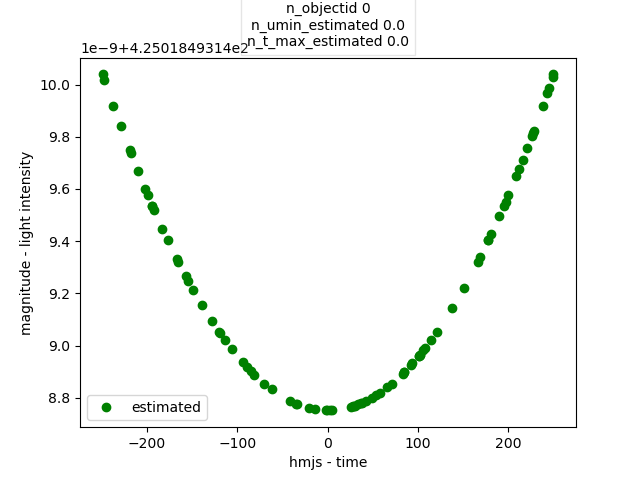 n_objectid 0
n_umin_estimated 0.0
n_t_max_estimated 0.0
1e−9+4.2501849314e2
10.0
9.8
9.6
9.4
9.2
9.0
8.8
magnitude - light intensity
estimated
−200
−100
0
100
200
hmjs - time